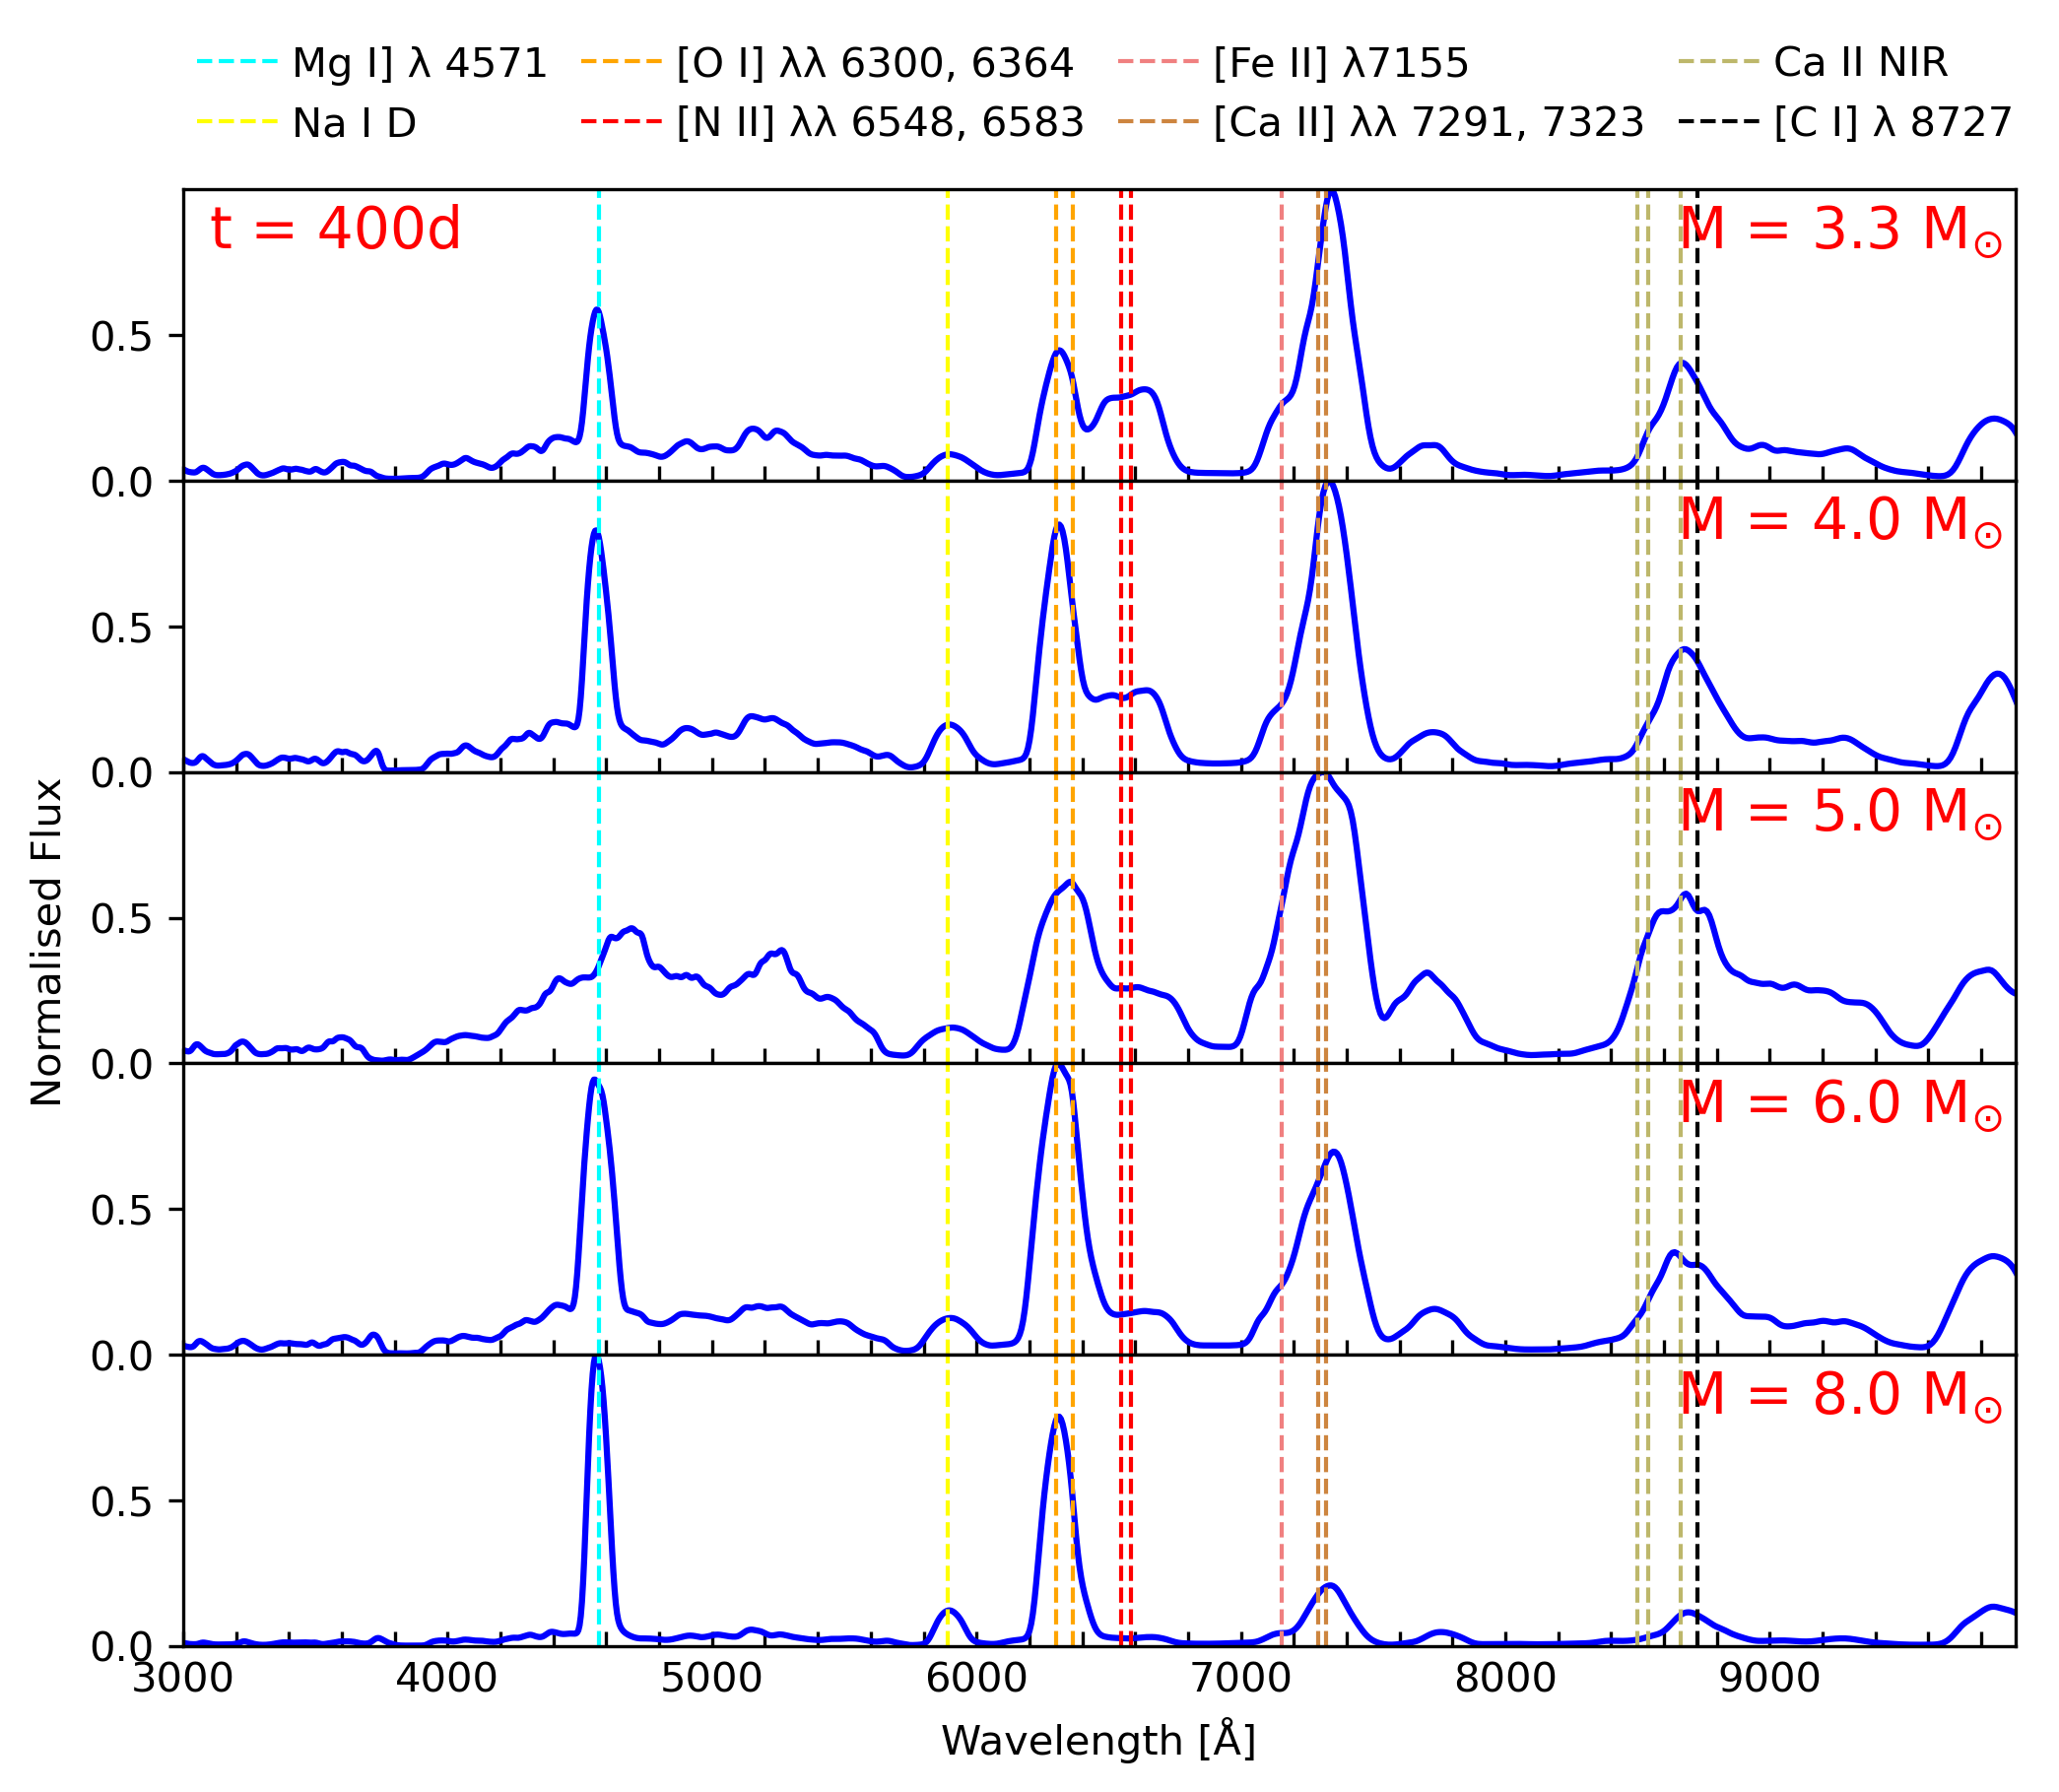 Mg I] λ 4571
Na I D
[O I] λλ 6300, 6364
[N II] λλ 6548, 6583
[Fe II] λ7155
[Ca II] λλ 7291, 7323
Ca II NIR
[C I] λ 8727
t = 400d
M = 3.3 M⊙
0.5
0.0
M = 4.0 M⊙
0.5
0.0
M = 5.0 M⊙
0.5
0.0
M = 6.0 M⊙
0.5
0.0
M = 8.0 M⊙
0.5
0.0
Normalised Flux
3000 4000 5000 6000 7000 8000 9000
Wavelength [Å]